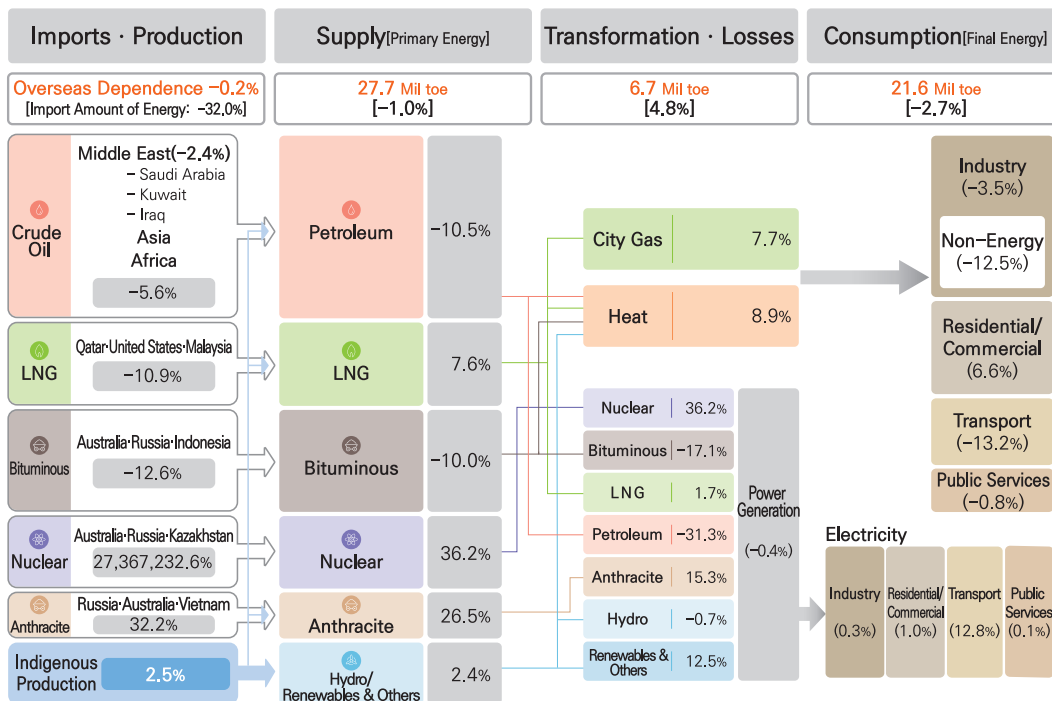 Imports · Production
Supply[Primary Energy]
Transformation · Losses
Consumption[Final Energy]
Overseas Dependence −0.2%
[Import Amount of Energy: −32.0%]
27.7 Mil toe
[−1.0%]
6.7 Mil toe
[4.8%]
21.6 Mil toe
[−2.7%]
Crude
Oil
Middle East(−2.4%)
− Saudi Arabia
− Kuwait
− Iraq
Asia
Africa
−5.6%
LNG
Qatar·United States·Malaysia
−10.9%
Bituminous
Australia·Russia·Indonesia
−12.6%
Nuclear
Australia·Russia·Kazakhstan
27,367,232.6%
Anthracite
Russia·Australia·Vietnam
32.2%
Indigenous
Production
2.5%
Petroleum
−10.5%
LNG
7.6%
Bituminous
−10.0%
Nuclear
36.2%
Anthracite
26.5%
Hydro/
Renewables & Others
2.4%
City Gas
7.7%
Heat
8.9%
Nuclear
36.2%
Bituminous
−17.1%
LNG
1.7%
Petroleum
−31.3%
Anthracite
15.3%
Hydro
−0.7%
Renewables &
Others
12.5%
Power
Generation
(−0.4%)
Industry
(−3.5%)
Non−Energy
(−12.5%)
Residential/
Commercial
(6.6%)
Transport
(−13.2%)
Public Services
(−0.8%)
Electricity
Industry
(0.3%)
Residential/
Commercial
(1.0%)
Transport
(12.8%)
Public
Services
(0.1%)